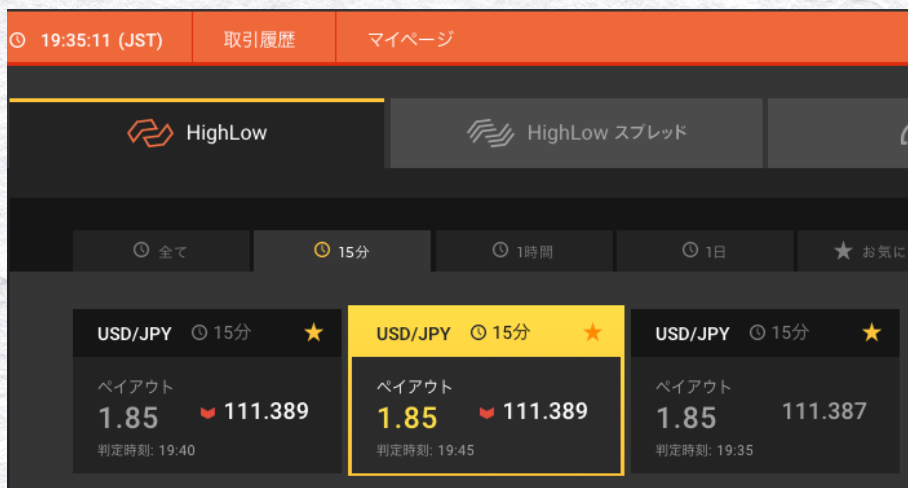 19:35:11 (JST) 取引履歴 マイページ
HighLow HighLow スプレッド
全て 15分 1時間 1日 お気に
USD/JPY 15分 USD/JPY 15分 USD/JPY 15分
ペイアウト ペイアウト ペイアウト
1.85 111.389 1.85 111.389 1.85 111.387
判定時刻: 19:40 判定時刻: 19:45 判定時刻: 19:35